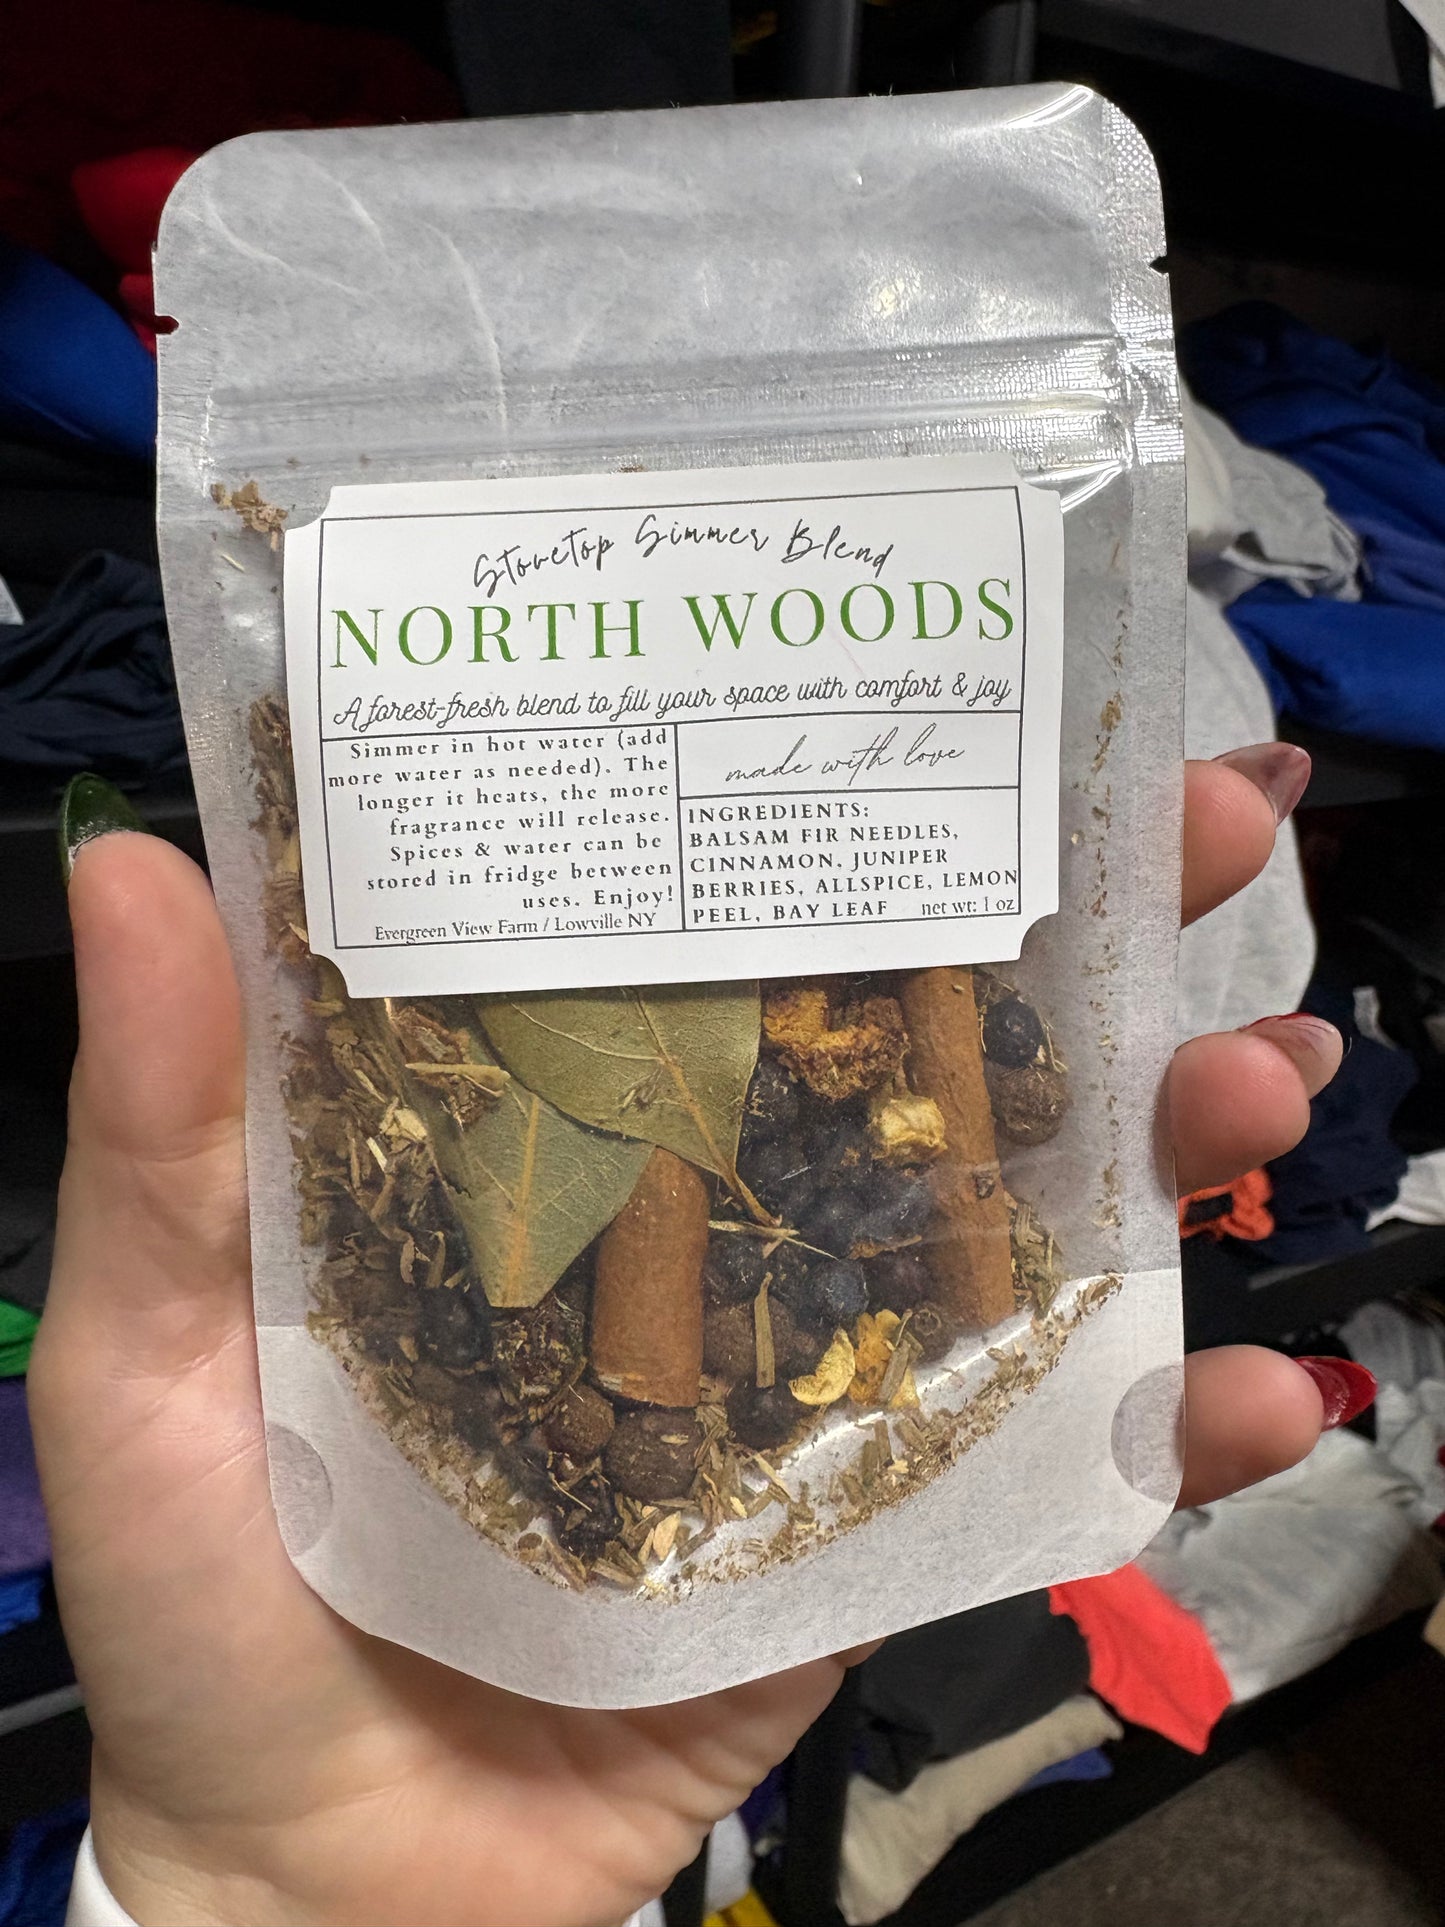 Stovetop Simmer Blend
NORTH WOODS
A forest-fresh blend to fill your space with comfort & joy
Simmer in hot water (add
more water as needed). The
longer it heats, the more
fragrance will release.
Spices & water can be
stored in fridge between
uses. Enjoy!
Evergreen View Farm / Lowville NY
made with love
INGREDIENTS:
BALSAM FIR NEEDLES,
CINNAMON, JUNIPER
BERRIES, ALLSPICE, LEMON
PEEL, BAY LEAF net wt: 1 oz